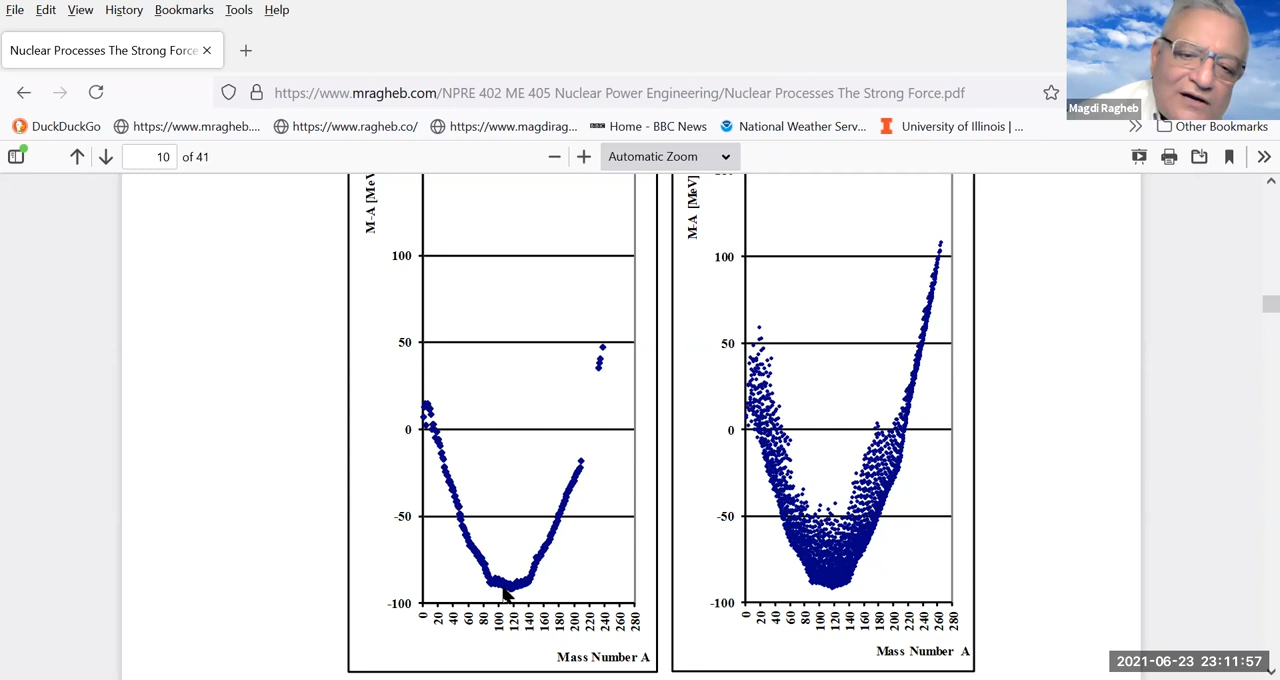 File Edit View History Bookmarks Tools Help
Nuclear Processes The Strong Force
https://www.mragheb.com/NPRE 402 ME 405 Nuclear Power Engineering/Nuclear Processes The Strong Force.pdf
DuckDuckGo https://www.mragheb.... https://www.ragheb.co/ https://www.magdirag... BBC Home - BBC News National Weather Serv... University of Illinois |... Other Bookmarks
Magdi Ragheb
10 of 41 Automatic Zoom
M-A [MeV
100
50
0
-50
-100
0 20 40 60 80 100 120 140 160 180 200 220 240 260 280
Mass Number A
M-A [MeV]
100
50
0
-50
-100
0 20 40 60 80 100 120 140 160 180 200 220 240 260 280
Mass Number A
2021-06-23 23:11:57